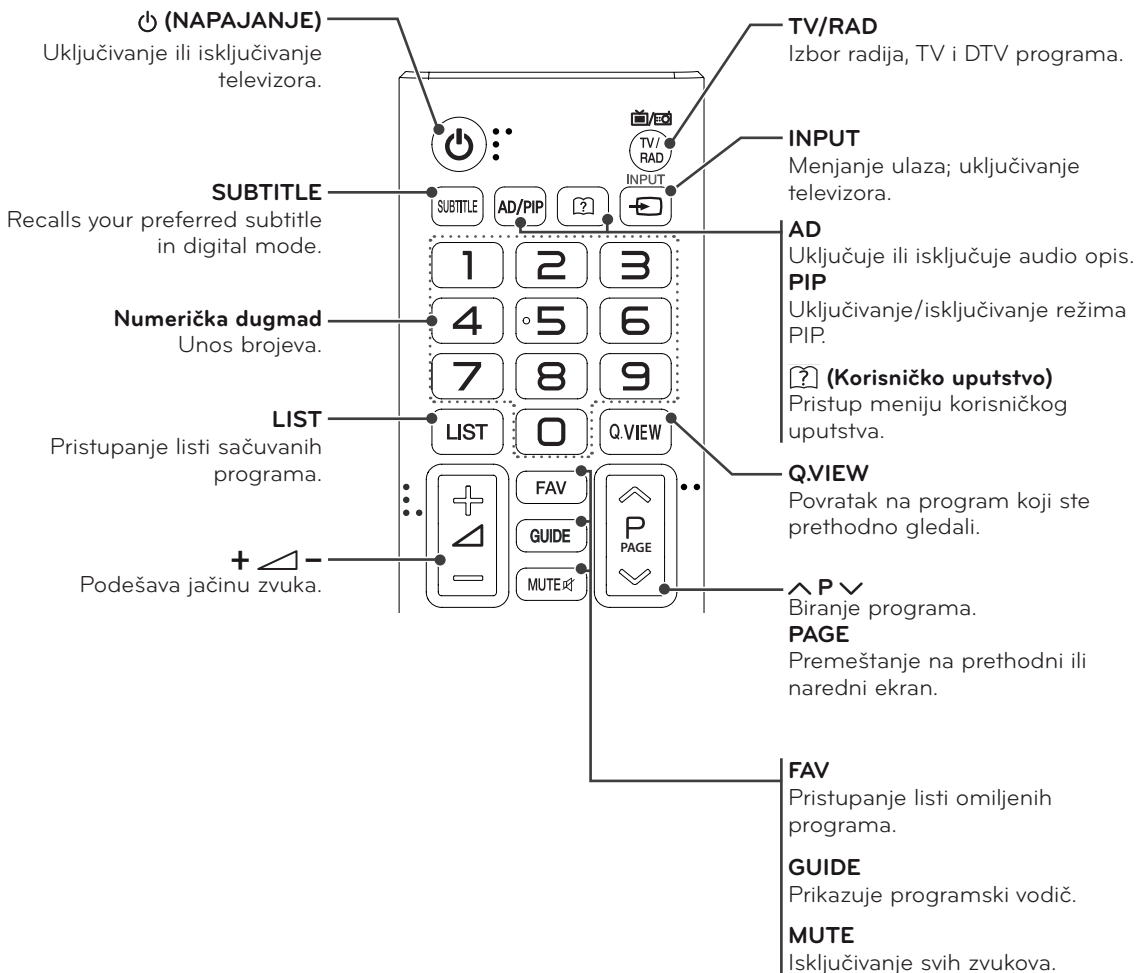 ⏻ (NAPAJANJE)
Uključivanje ili isključivanje
televizora.
SUBTITLE
Recalls your preferred subtitle
in digital mode.
Numerička dugmad
Unos brojeva.
LIST
Pristupanje listi sačuvanih
programa.
+ −
Podešava jačinu zvuka.
TV/
RAD
INPUT
SUBTITLE AD/PIP ?
1 2 3
4 5 6
7 8 9
LIST 0 Q.VIEW
+ FAV
P
PAGE
GUIDE
− MUTE
TV/RAD
Izbor radija, TV i DTV programa.
INPUT
Menjanje ulaza; uključivanje
televizora.
AD
Uključuje ili isključuje audio opis.
PIP
Uključivanje/isključivanje režima
PIP.
? (Korisničko uputstvo)
Pristup meniju korisničkog
uputstva.
Q.VIEW
Povratak na program koji ste
prethodno gledali.
P
Biranje programa.
PAGE
Premeštanje na prethodni ili
naredni ekran.
FAV
Pristupanje listi omiljenih
programa.
GUIDE
Prikazuje programski vodič.
MUTE
Isključivanje svih zvukova.